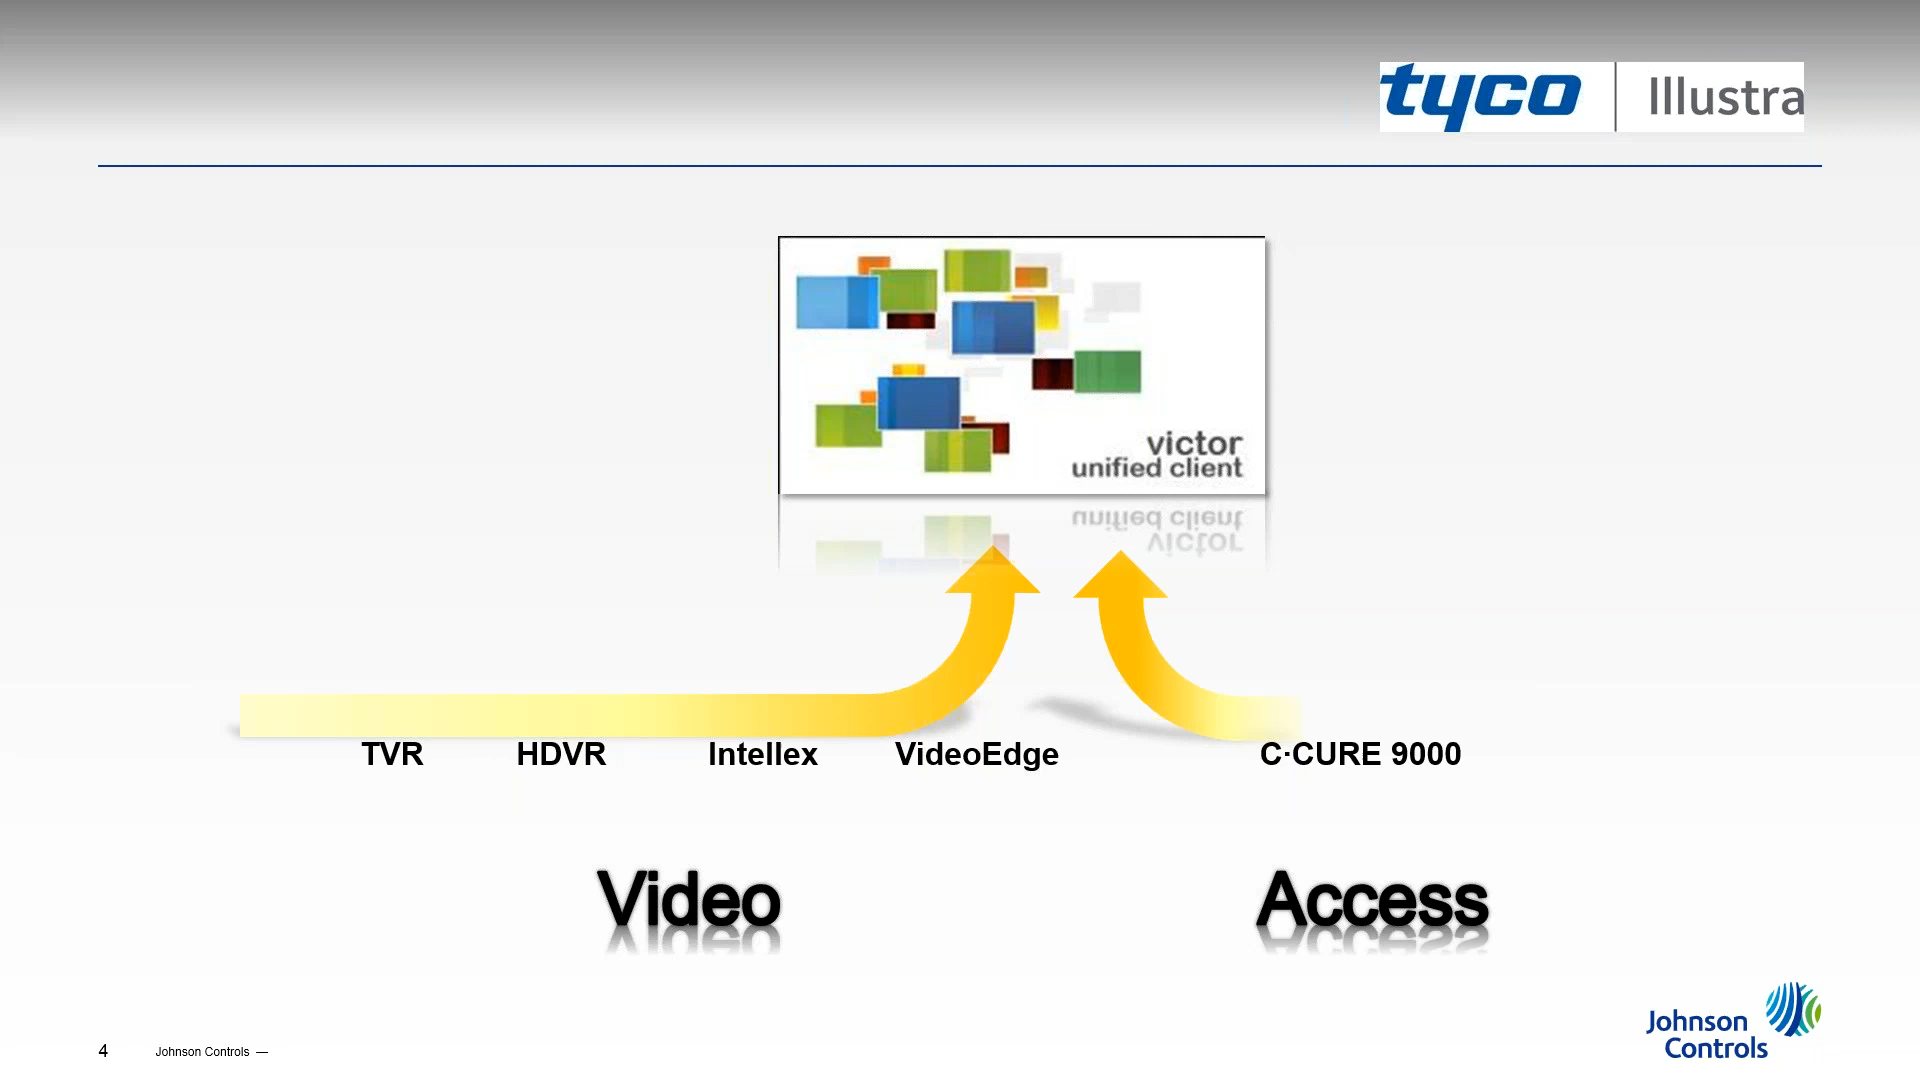 tyco | Illustra
victor
unified client
TVR HDVR Intellex VideoEdge C·CURE 9000
Video Access
4 Johnson Controls —
Johnson
Controls